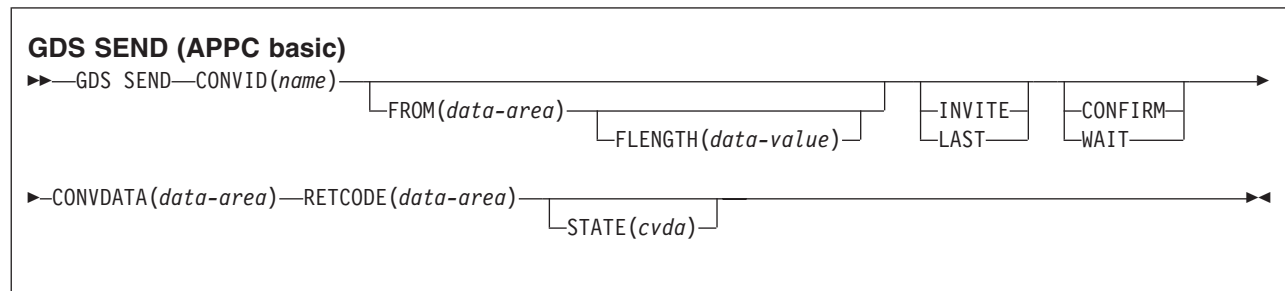 GDS SEND (APPC basic)
GDS SEND CONVID(name)
FROM(data-area)
FLENGTH(data-value)
INVITE
LAST
CONFIRM
WAIT
CONVDATA(data-area) RETCODE(data-area)
STATE(cvda)